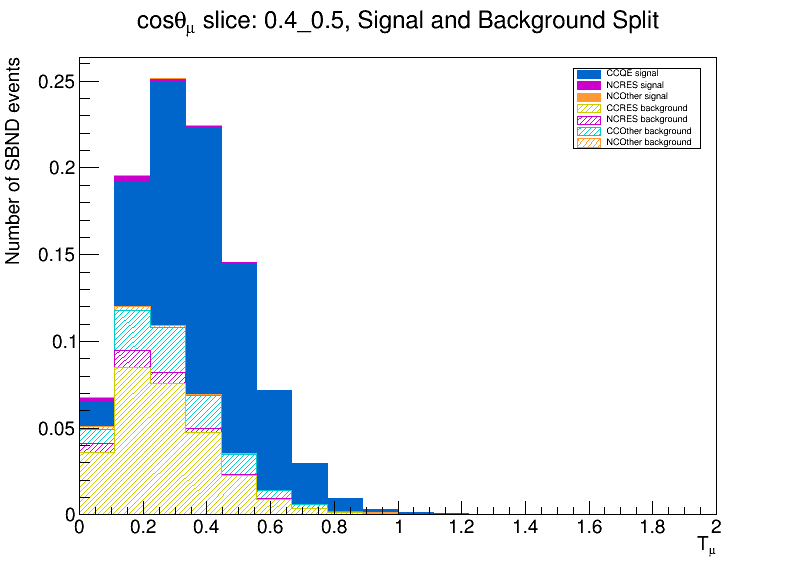 cosθμ slice: 0.4_0.5, Signal and Background Split
Number of SBND events
0.25
0.2
0.15
0.1
0.05
0
CCQE signal
NCRES signal
NCOther signal
CCRES background
NCRES background
CCOther background
NCOther background
0 0.2 0.4 0.6 0.8 1 1.2 1.4 1.6 1.8 2
Tμ